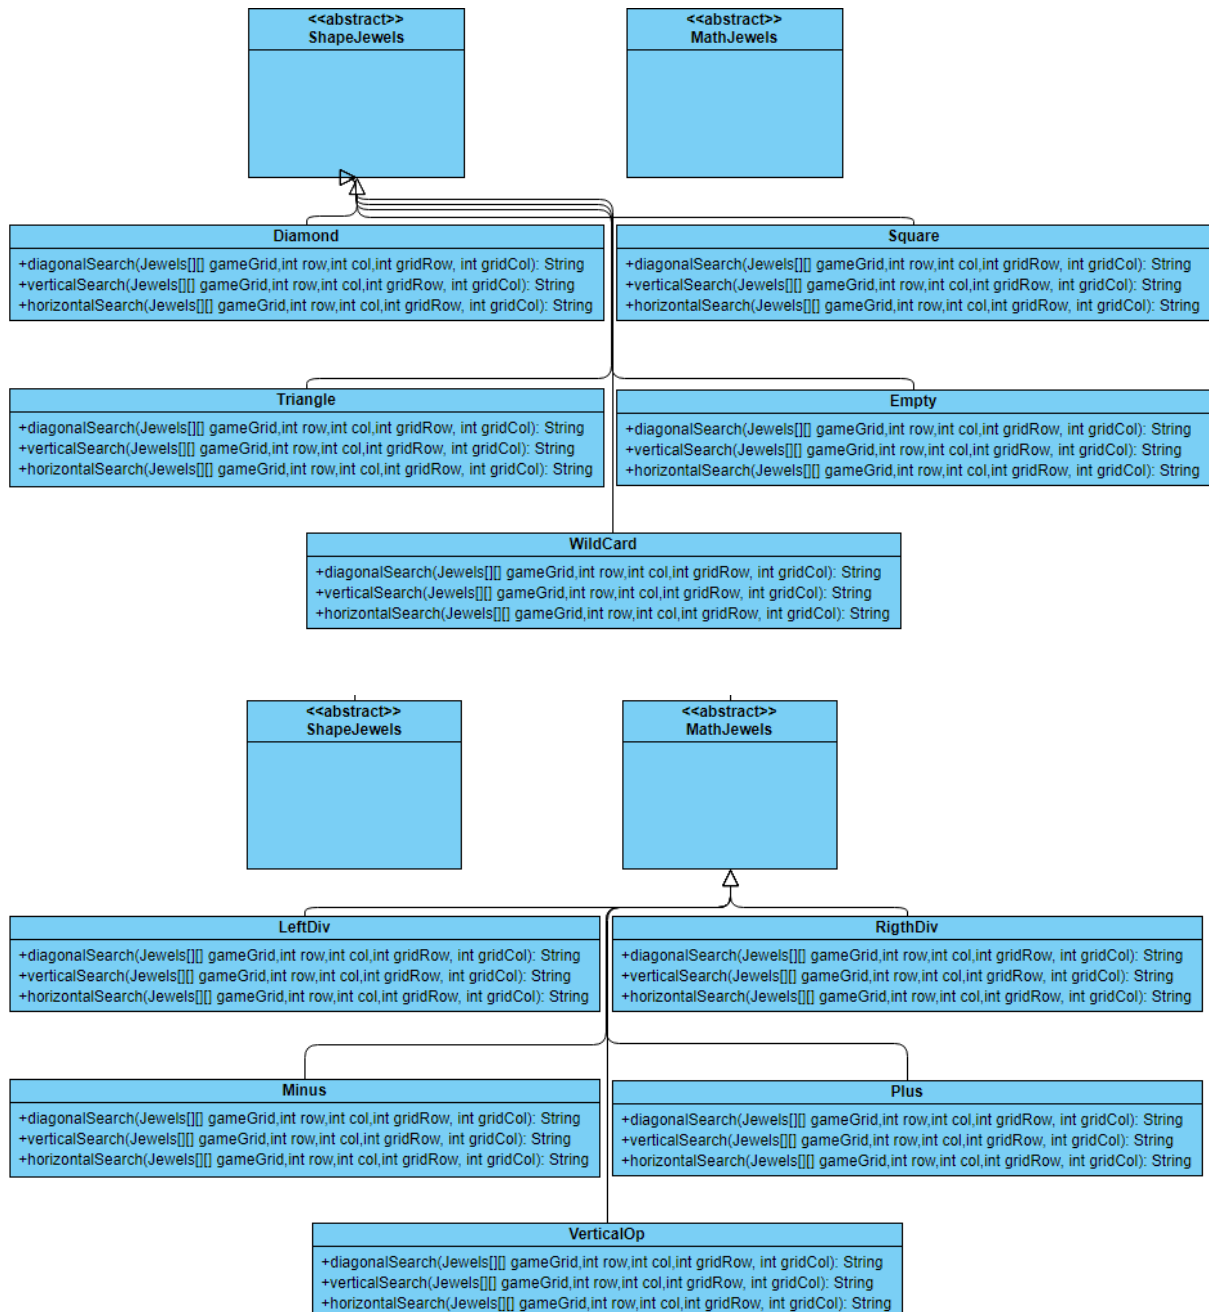 <<abstract>>
ShapeJewels
<<abstract>>
MathJewels
Diamond
+diagonalSearch(Jewels[][] gameGrid,int row,int col,int gridRow, int gridCol): String
+verticalSearch(Jewels[][] gameGrid,int row,int col,int gridRow, int gridCol): String
+horizontalSearch(Jewels[][] gameGrid,int row,int col,int gridRow, int gridCol): String
Square
+diagonalSearch(Jewels[][] gameGrid,int row,int col,int gridRow, int gridCol): String
+verticalSearch(Jewels[][] gameGrid,int row,int col,int gridRow, int gridCol): String
+horizontalSearch(Jewels[][] gameGrid,int row,int col,int gridRow, int gridCol): String
Triangle
+diagonalSearch(Jewels[][] gameGrid,int row,int col,int gridRow, int gridCol): String
+verticalSearch(Jewels[][] gameGrid,int row,int col,int gridRow, int gridCol): String
+horizontalSearch(Jewels[][] gameGrid,int row,int col,int gridRow, int gridCol): String
Empty
+diagonalSearch(Jewels[][] gameGrid,int row,int col,int gridRow, int gridCol): String
+verticalSearch(Jewels[][] gameGrid,int row,int col,int gridRow, int gridCol): String
+horizontalSearch(Jewels[][] gameGrid,int row,int col,int gridRow, int gridCol): String
WildCard
+diagonalSearch(Jewels[][] gameGrid,int row,int col,int gridRow, int gridCol): String
+verticalSearch(Jewels[][] gameGrid,int row,int col,int gridRow, int gridCol): String
+horizontalSearch(Jewels[][] gameGrid,int row,int col,int gridRow, int gridCol): String
<<abstract>>
ShapeJewels
<<abstract>>
MathJewels
LeftDiv
+diagonalSearch(Jewels[][] gameGrid,int row,int col,int gridRow, int gridCol): String
+verticalSearch(Jewels[][] gameGrid,int row,int col,int gridRow, int gridCol): String
+horizontalSearch(Jewels[][] gameGrid,int row,int col,int gridRow, int gridCol): String
RigthDiv
+diagonalSearch(Jewels[][] gameGrid,int row,int col,int gridRow, int gridCol): String
+verticalSearch(Jewels[][] gameGrid,int row,int col,int gridRow, int gridCol): String
+horizontalSearch(Jewels[][] gameGrid,int row,int col,int gridRow, int gridCol): String
Minus
+diagonalSearch(Jewels[][] gameGrid,int row,int col,int gridRow, int gridCol): String
+verticalSearch(Jewels[][] gameGrid,int row,int col,int gridRow, int gridCol): String
+horizontalSearch(Jewels[][] gameGrid,int row,int col,int gridRow, int gridCol): String
Plus
+diagonalSearch(Jewels[][] gameGrid,int row,int col,int gridRow, int gridCol): String
+verticalSearch(Jewels[][] gameGrid,int row,int col,int gridRow, int gridCol): String
+horizontalSearch(Jewels[][] gameGrid,int row,int col,int gridRow, int gridCol): String
VerticalOp
+diagonalSearch(Jewels[][] gameGrid,int row,int col,int gridRow, int gridCol): String
+verticalSearch(Jewels[][] gameGrid,int row,int col,int gridRow, int gridCol): String
+horizontalSearch(Jewels[][] gameGrid,int row,int col,int gridRow, int gridCol): String